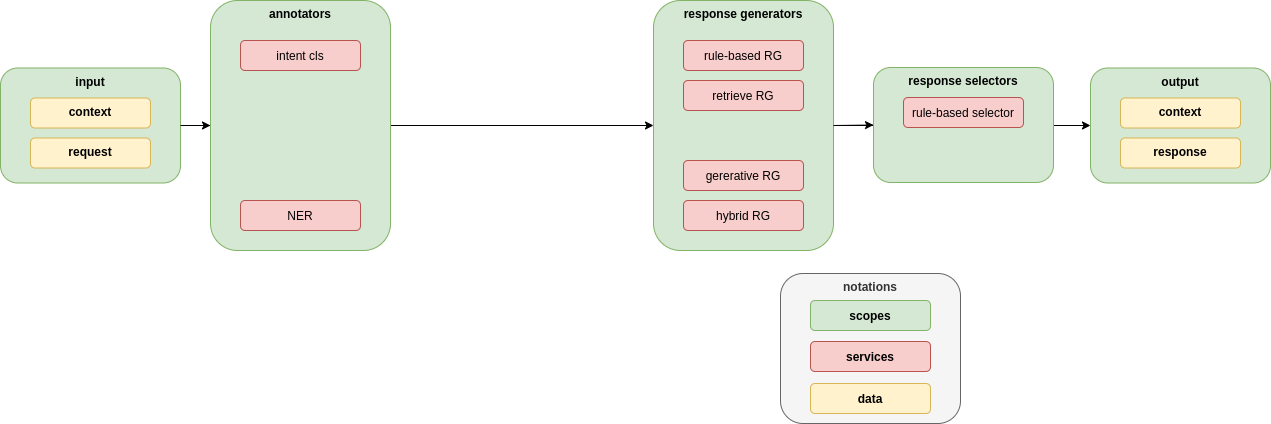 input
context
request
annotators
intent cls
NER
response generators
rule-based RG
retrieve RG
gererative RG
hybrid RG
response selectors
rule-based selector
output
context
response
notations
scopes
services
data